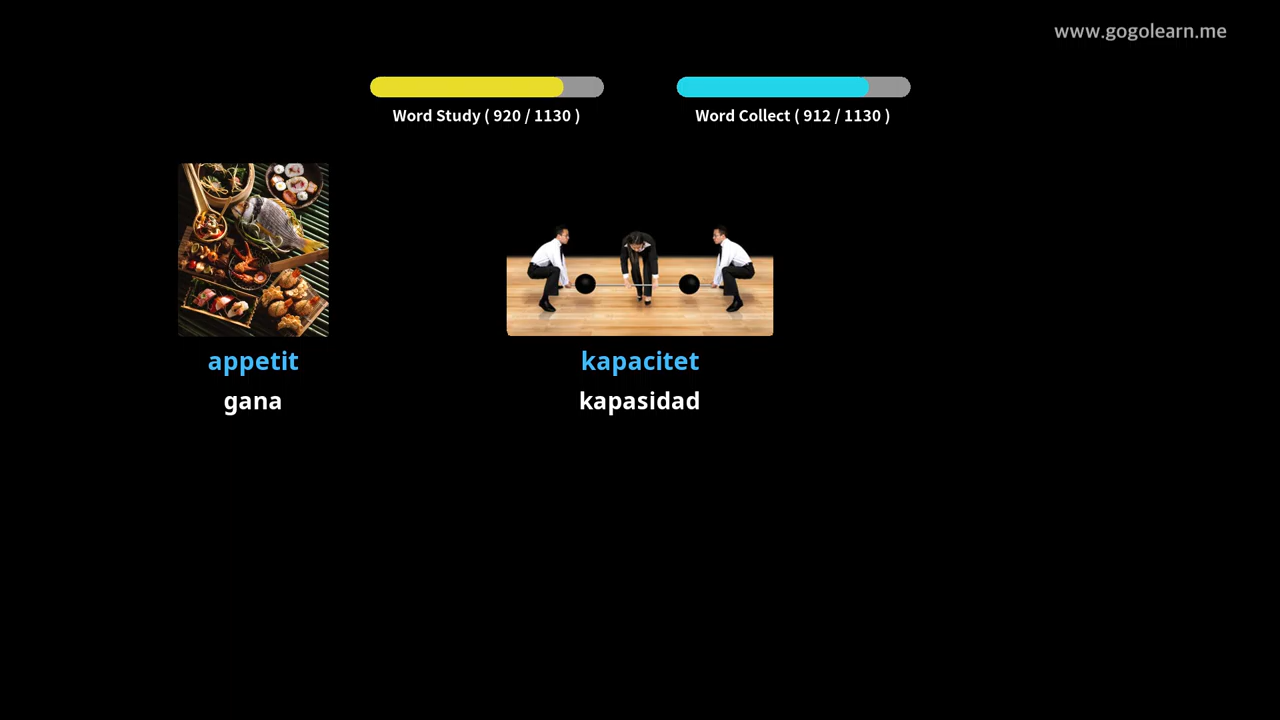 www.gogolearn.me
Word Study ( 920 / 1130 )
Word Collect ( 912 / 1130 )
appetit
kapacitet
gana
kapasidad